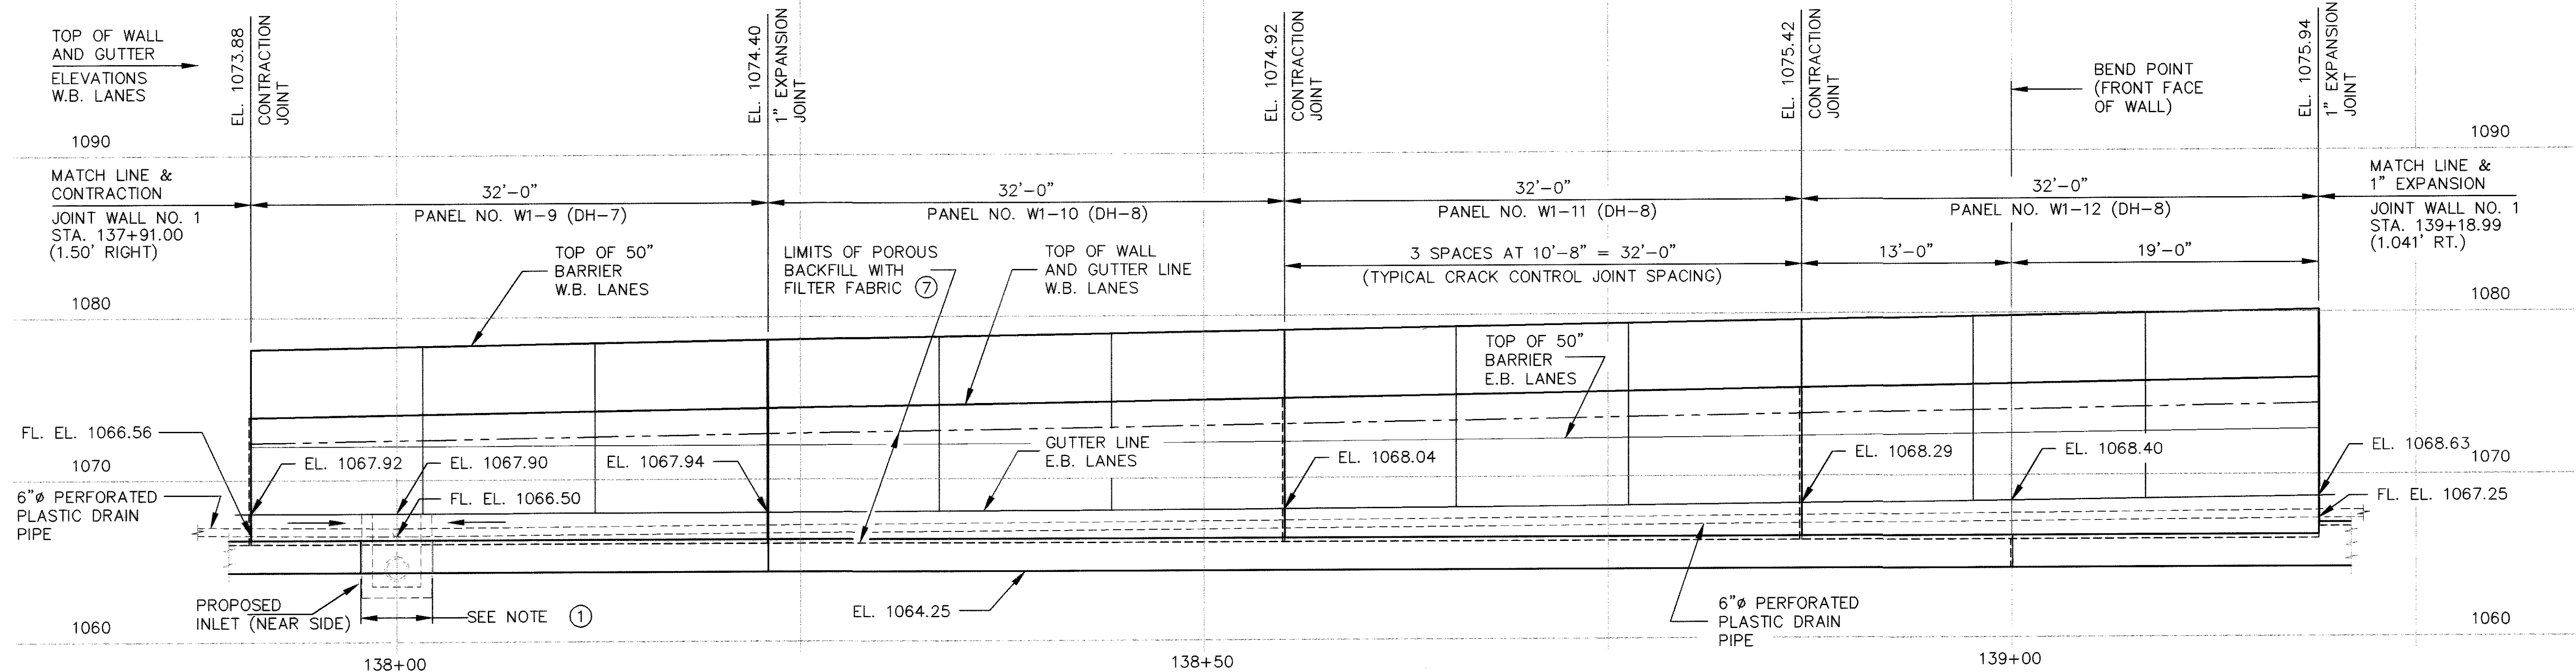 TOP OF WALL
AND GUTTER
ELEVATIONS
W.B. LANES
EL. 1073.88
CONTRACTION
JOINT
EL. 1074.40
1” EXPANSION
JOINT
EL. 1074.92
CONTRACTION
JOINT
EL. 1075.42
CONTRACTION
JOINT
BEND POINT
(FRONT FACE
OF WALL)
EL. 1075.94
1” EXPANSION
JOINT
1090
1090
MATCH LINE &
CONTRACTION
JOINT WALL NO. 1
STA. 137+91.00
(1.50’ RIGHT)
32’-0”
PANEL NO. W1-9 (DH-7)
32’-0”
PANEL NO. W1-10 (DH-8)
32’-0”
PANEL NO. W1-11 (DH-8)
32’-0”
PANEL NO. W1-12 (DH-8)
MATCH LINE &
1” EXPANSION
JOINT WALL NO. 1
STA. 139+18.99
(1.041’ RT.)
TOP OF 50”
BARRIER
W.B. LANES
LIMITS OF POROUS
BACKFILL WITH
FILTER FABRIC 7
TOP OF WALL
AND GUTTER LINE
W.B. LANES
3 SPACES AT 10’-8” = 32’-0”
(TYPICAL CRACK CONTROL JOINT SPACING)
13’-0”
19’-0”
1080
1080
TOP OF 50”
BARRIER
E.B. LANES
FL. EL. 1066.56
1070
EL. 1067.92
EL. 1067.90
EL. 1067.94
GUTTER LINE
E.B. LANES
EL. 1068.04
EL. 1068.29
EL. 1068.40
EL. 1068.63
1070
6”ø PERFORATED
PLASTIC DRAIN
PIPE
FL. EL. 1066.50
FL. EL. 1067.25
PROPOSED
INLET (NEAR SIDE)
SEE NOTE 1
EL. 1064.25
6”ø PERFORATED
PLASTIC DRAIN
PIPE
1060
1060
138+00
138+50
139+00